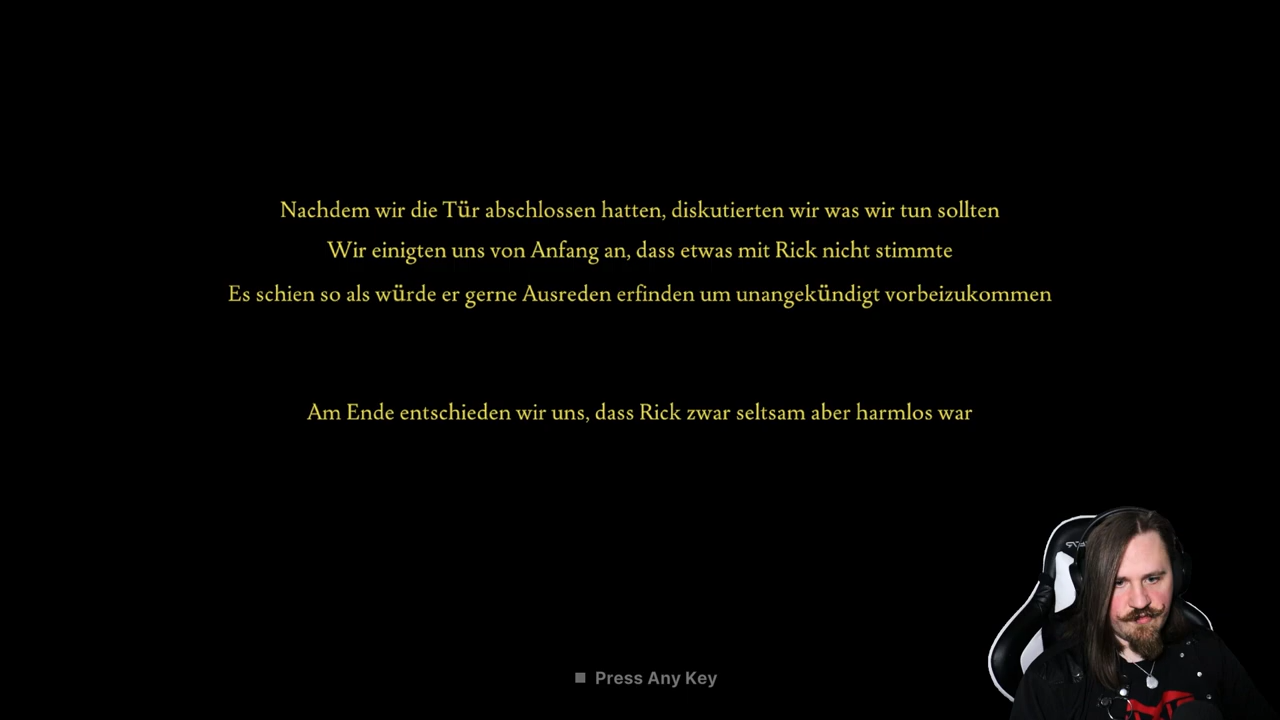 Nachdem wir die Tür abschlossen hatten, diskutierten wir was wir tun sollten
Wir einigten uns von Anfang an, dass etwas mit Rick nicht stimmte
Es schien so als würde er gerne Ausreden erfinden um unangekündigt vorbeizukommen
Am Ende entschieden wir uns, dass Rick zwar seltsam aber harmlos war
Press Any Key